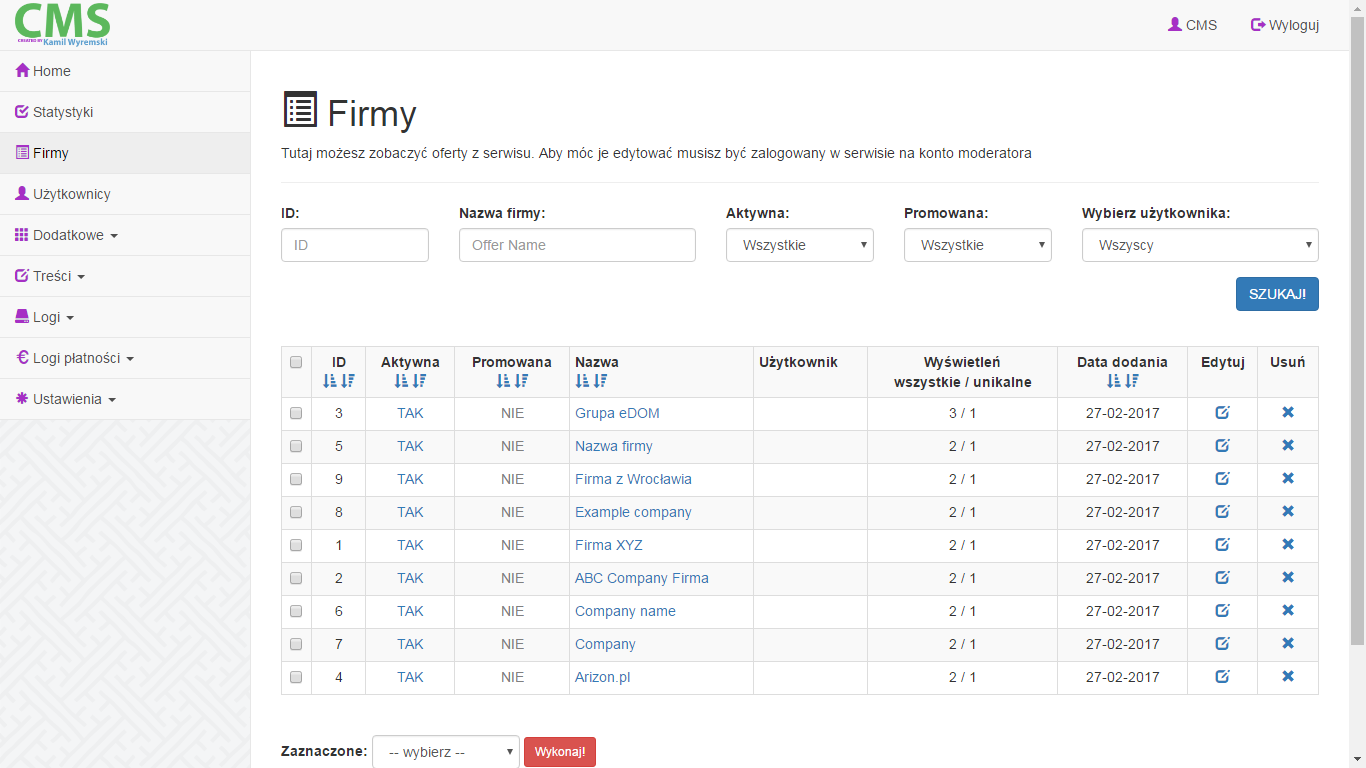 CMS
CREATED BY Kamil Wyremski
CMS Wyloguj
Home
Statystyki
Firmy
Użytkownicy
Dodatkowe
Treści
Logi
Logi płatności
Ustawienia
Firmy
Tutaj możesz zobaczyć oferty z serwisu. Aby móc je edytować musisz być zalogowany w serwisie na konto moderatora
ID: Nazwa firmy: Aktywna: Promowana: Wybierz użytkownika:
ID Offer Name Wszystkie Wszystkie Wszyscy
SZUKAJ!
ID Aktywna Promowana Nazwa Użytkownik Wyświetleń Data dodania Edytuj Usuń
wszystkie / unikalne
3 TAK NIE Grupa eDOM 3 / 1 27-02-2017
5 TAK NIE Nazwa firmy 2 / 1 27-02-2017
9 TAK NIE Firma z Wrocławia 2 / 1 27-02-2017
8 TAK NIE Example company 2 / 1 27-02-2017
1 TAK NIE Firma XYZ 2 / 1 27-02-2017
2 TAK NIE ABC Company Firma 2 / 1 27-02-2017
6 TAK NIE Company name 2 / 1 27-02-2017
7 TAK NIE Company 2 / 1 27-02-2017
4 TAK NIE Arizon.pl 2 / 1 27-02-2017
Zaznaczone: -- wybierz -- Wykonaj!